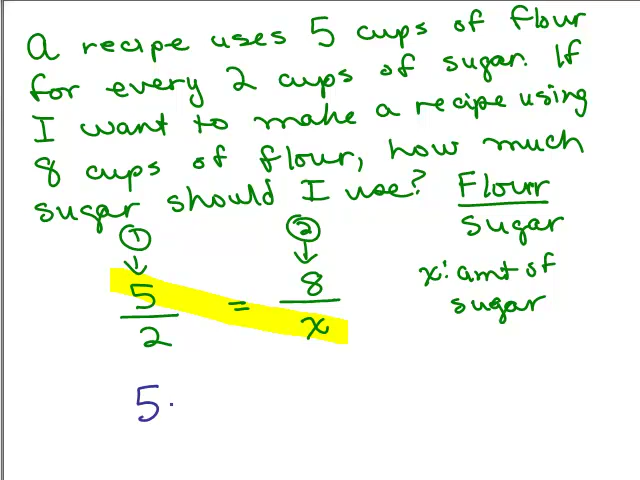 A recipe uses 5 cups of flour
for every 2 cups of sugar. If
I want to make a recipe using
8 cups of flour, how much
sugar should I use? Flour
sugar
① ②
5/2 = 8/x
x: amt of
sugar
5.